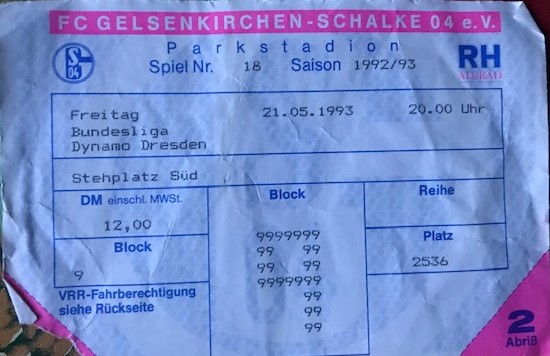 FC GELSENKIRCHEN-SCHALKE 04 e.V.
Parkstadion
Spiel Nr. 18 Saison 1992/93
S 04
RH
ALURAD
Freitag 21.05.1993 20.00 Uhr
Bundesliga
Dynamo Dresden
Stehplatz Süd
DM einschl. MWSt. Block Reihe
12,00
Block Platz
9 2536
9999999
99 99
99 99
9999999
99
99
99
VRR-Fahrberechtigung
siehe Rückseite
2
Abriß